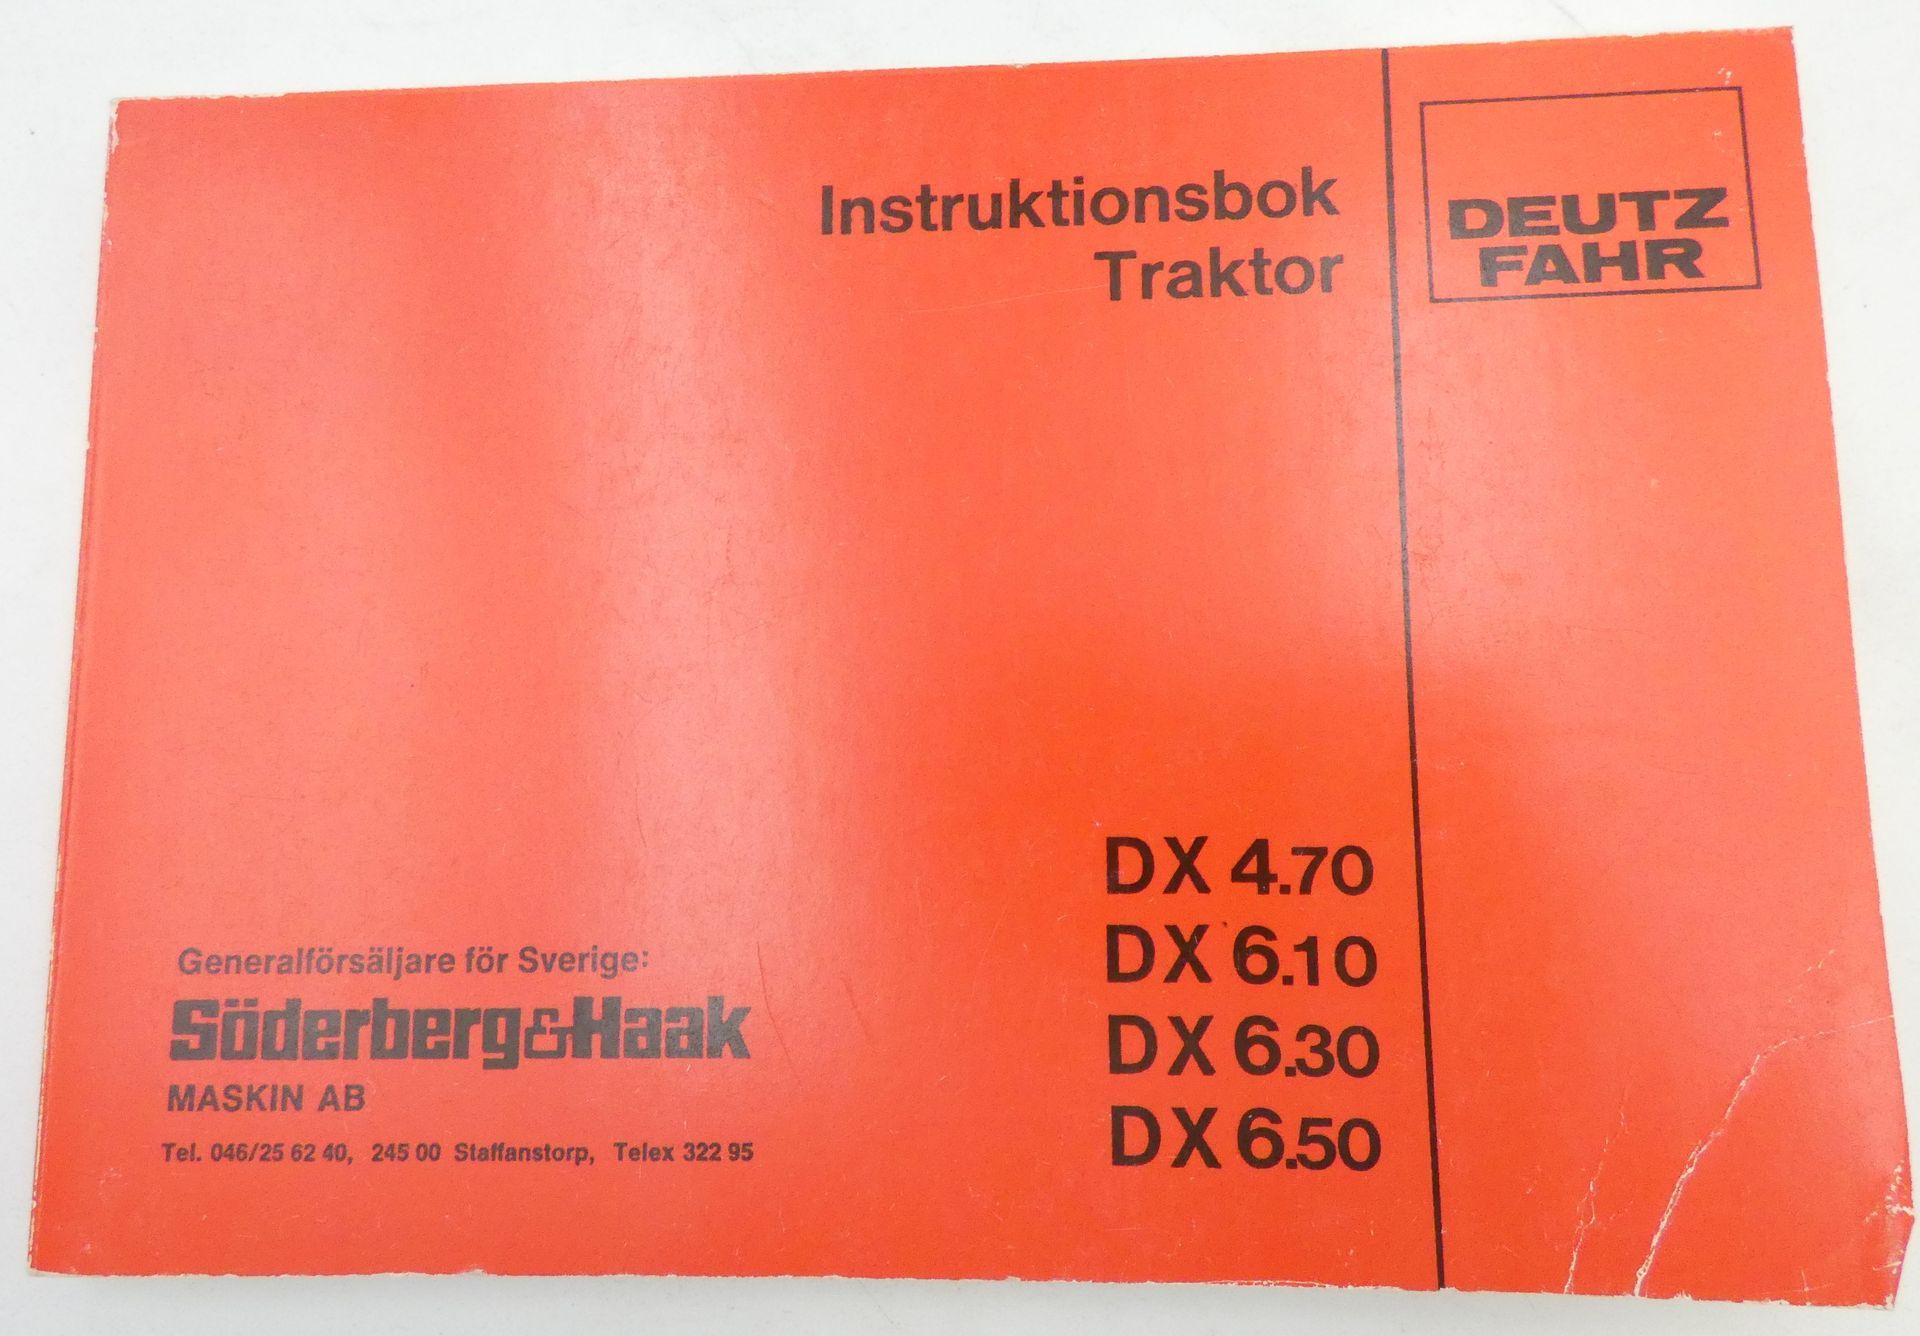 Instruktionsbok
Traktor
DEUTZ
FAHR
DX 4.70
DX 6.10
DX 6.30
DX 6.50
Generalförsäljare för Sverige:
Söderberg&Haak
MASKIN AB
Tel. 046/25 62 40, 245 00 Staffanstorp, Telex 322 95